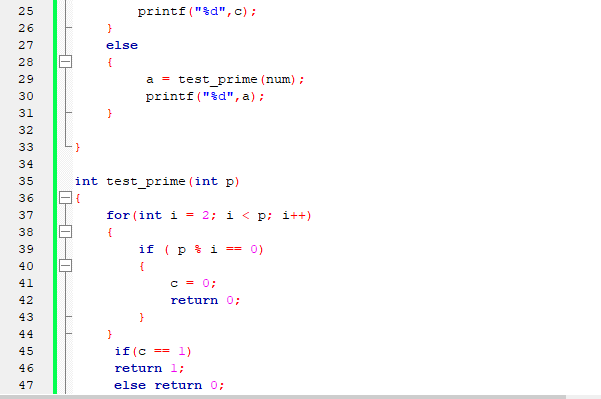 25 printf("%d",c);
26 }
27 else
28 {
29 a = test_prime(num);
30 printf("%d",a);
31 }
32
33 }
34
35 int test_prime(int p)
36 {
37 for(int i = 2; i < p; i++)
38 {
39 if ( p % i == 0)
40 {
41 c = 0;
42 return 0;
43 }
44 }
45 if(c == 1)
46 return 1;
47 else return 0;